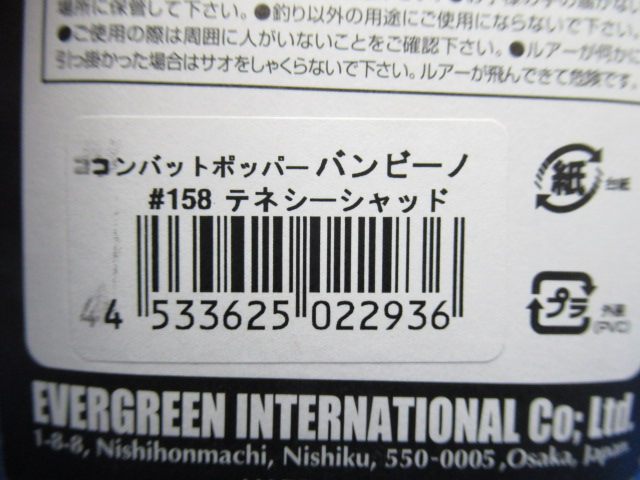 場所に保管して下さい。●釣り以外の用途にご使用にならないで下さい。
●ご使用の際は周囲に人がいないことをご確認下さい。●ルアーが何かに
引っ掛かった場合はサオをしゃくらないで下さい。ルアーが飛んできて危険です。
コンバットポッパーバンビーノ
#158 テネシーシャッド
4 533625 022936
紙 台紙
プラ 外装
(PVC)
EVERGREEN INTERNATIONAL Co; Ltd.
1-8-8, Nishihonmachi, Nishiku, 550-0005, Osaka, Japan.